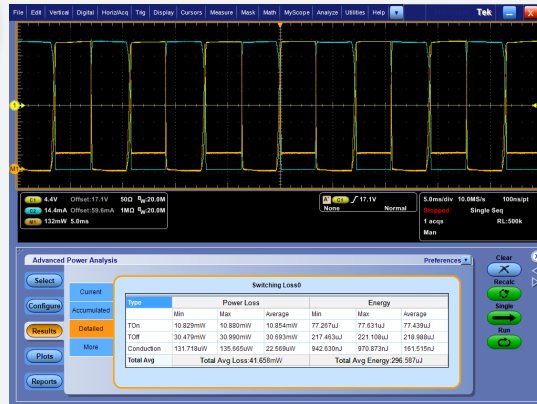 File Edit Vertical Digital Horiz/Acq Trig Display Cursors Measure Mask Math MyScope Analyze Utilities Help Tek X
1
M1
C1 4.4V Offset:17.1V 50Ω BW:20.0M
C2 14.4mA Offset:59.6mA 1MΩ BW:20.0M
M1 132mW 5.0ms
A' C1 17.1V
None Normal
5.0ms/div 10.0MS/s 100ns/pt
Stopped Single Seq
1 acqs RL:500k
Man
Advanced Power Analysis
Preferences
Clear
Recalc
Single
Run
Select
Configure
Results
Plots
Reports
Current
Accumulated
Detailed
More
Switching Loss0
Type Power Loss Energy
Min Max Average Min Max Average
TOn 10.829mW 10.880mW 10.854mW 77.267uJ 77.631uJ 77.439uJ
TOff 30.479mW 30.990mW 30.693mW 217.463uJ 221.108uJ 218.988uJ
Conduction 131.718uW 135.665uW 22.569uW 942.630nJ 970.873nJ 161.515nJ
Total Avg Total Avg Loss:41.656mW Total Avg Energy:296.587uJ